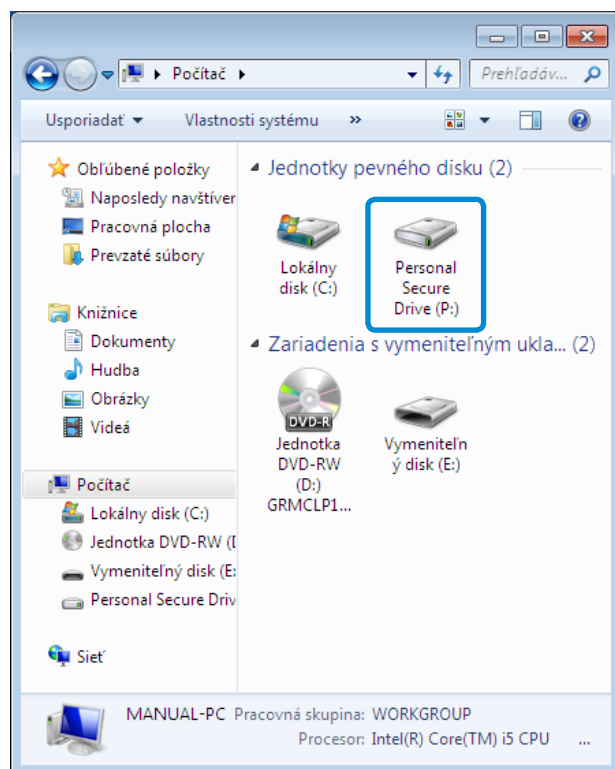 Počítač
Prehľadáv...
Usporiadať Vlastnosti systému »
Obľúbené položky
Naposledy navštíver
Pracovná plocha
Prevzaté súbory
Knižnice
Dokumenty
Hudba
Obrázky
Videá
Počítač
Lokálny disk (C:)
Jednotka DVD-RW (D
Vymeniteľný disk (E:
Personal Secure Driv
Sieť
Jednotky pevného disku (2)
Lokálny
disk (C:)
Personal
Secure
Drive (P:)
Zariadenia s vymeniteľným ukla... (2)
DVD-R
Jednotka
DVD-RW
(D:)
GRMCLP1...
Vymeniteľn
ý disk (E:)
MANUAL-PC Pracovná skupina: WORKGROUP
Procesor: Intel(R) Core(TM) i5 CPU ...